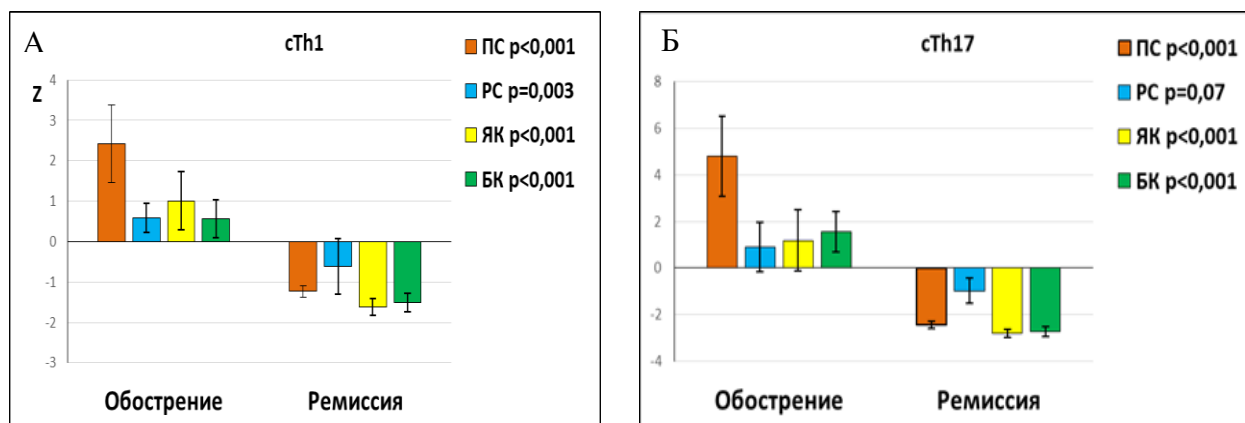 А
cTh1
Z
4
3
2
1
0
-1
-2
-3
Обострение
Ремиссия
ПС p<0,001
РС p=0,003
ЯК p<0,001
БК p<0,001
Б
cTh17
8
6
4
2
0
-2
-4
Обострение
Ремиссия
ПС p<0,001
РС p=0,07
ЯК p<0,001
БК p<0,001